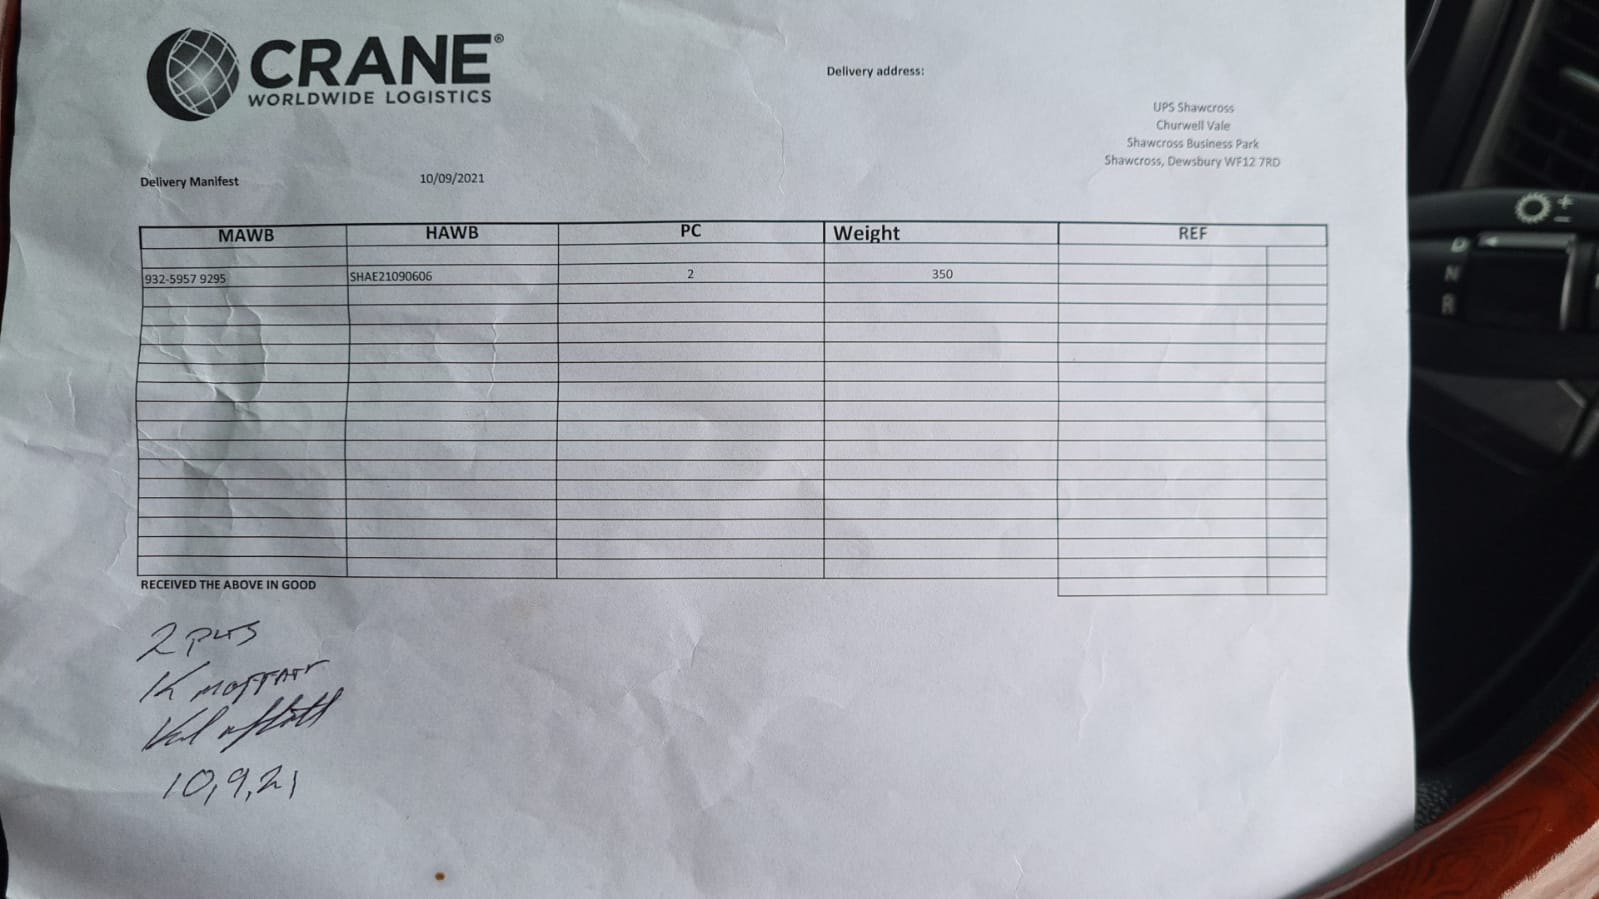 CRANE®
WORLDWIDE LOGISTICS
Delivery address:
UPS Shawcross
Churwell Vale
Shawcross Business Park
Shawcross, Dewsbury WF12 7RD
Delivery Manifest 10/09/2021
MAWB HAWB PC Weight REF
932-5957 9295 SHAE21090606 2 350
RECEIVED THE ABOVE IN GOOD
2 PLTS
K MOFFATT
10,9,21
D
N
R